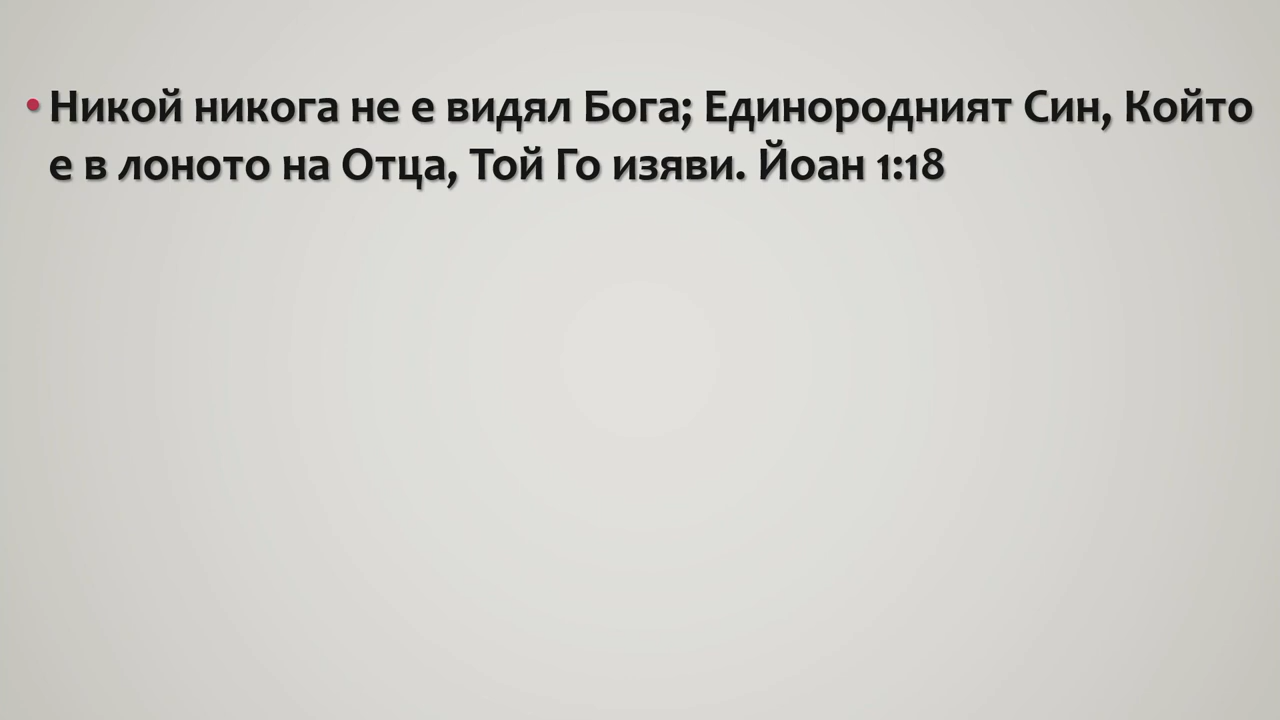 • Никой никога не е видял Бога; Единородният Син, Който
е в лоното на Отца, Той Го изяви. Йоан 1:18